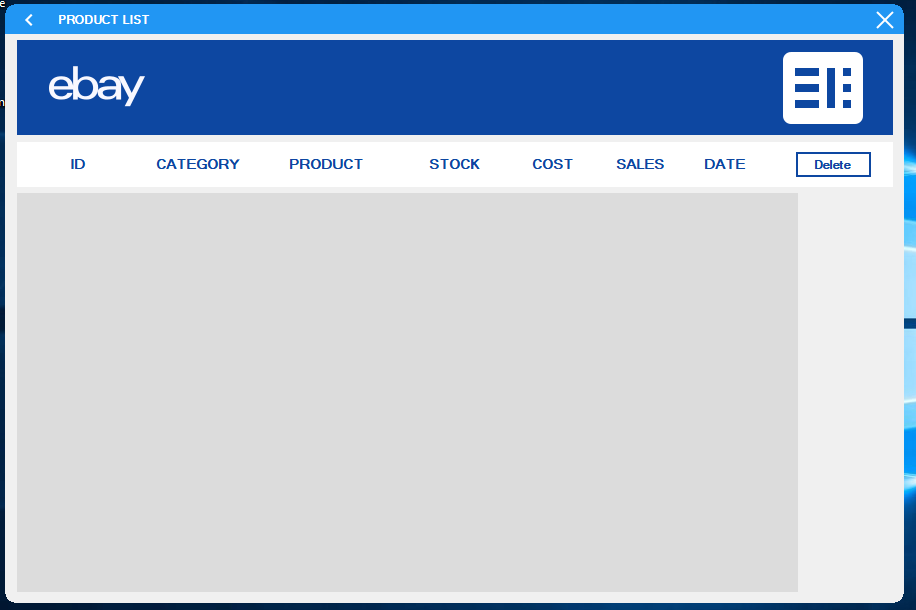 PRODUCT LIST
ebay
ID CATEGORY PRODUCT STOCK COST SALES DATE Delete